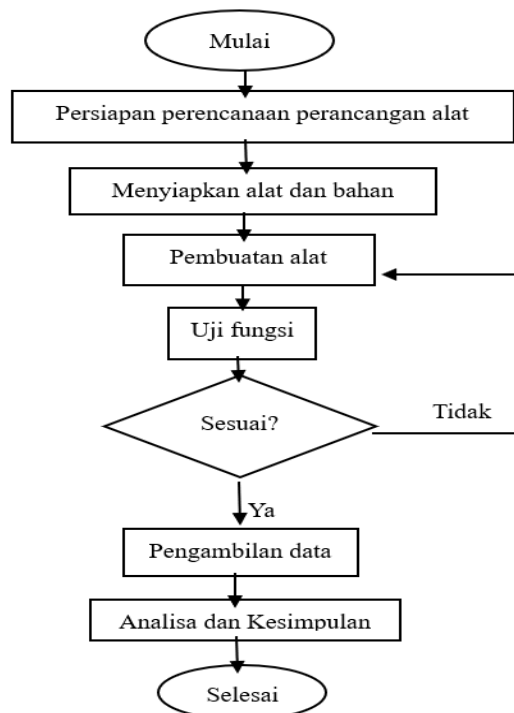 Mulai
Persiapan perencanaan perancangan alat
Menyiapkan alat dan bahan
Pembuatan alat
Uji fungsi
Sesuai?
Tidak
Ya
Pengambilan data
Analisa dan Kesimpulan
Selesai